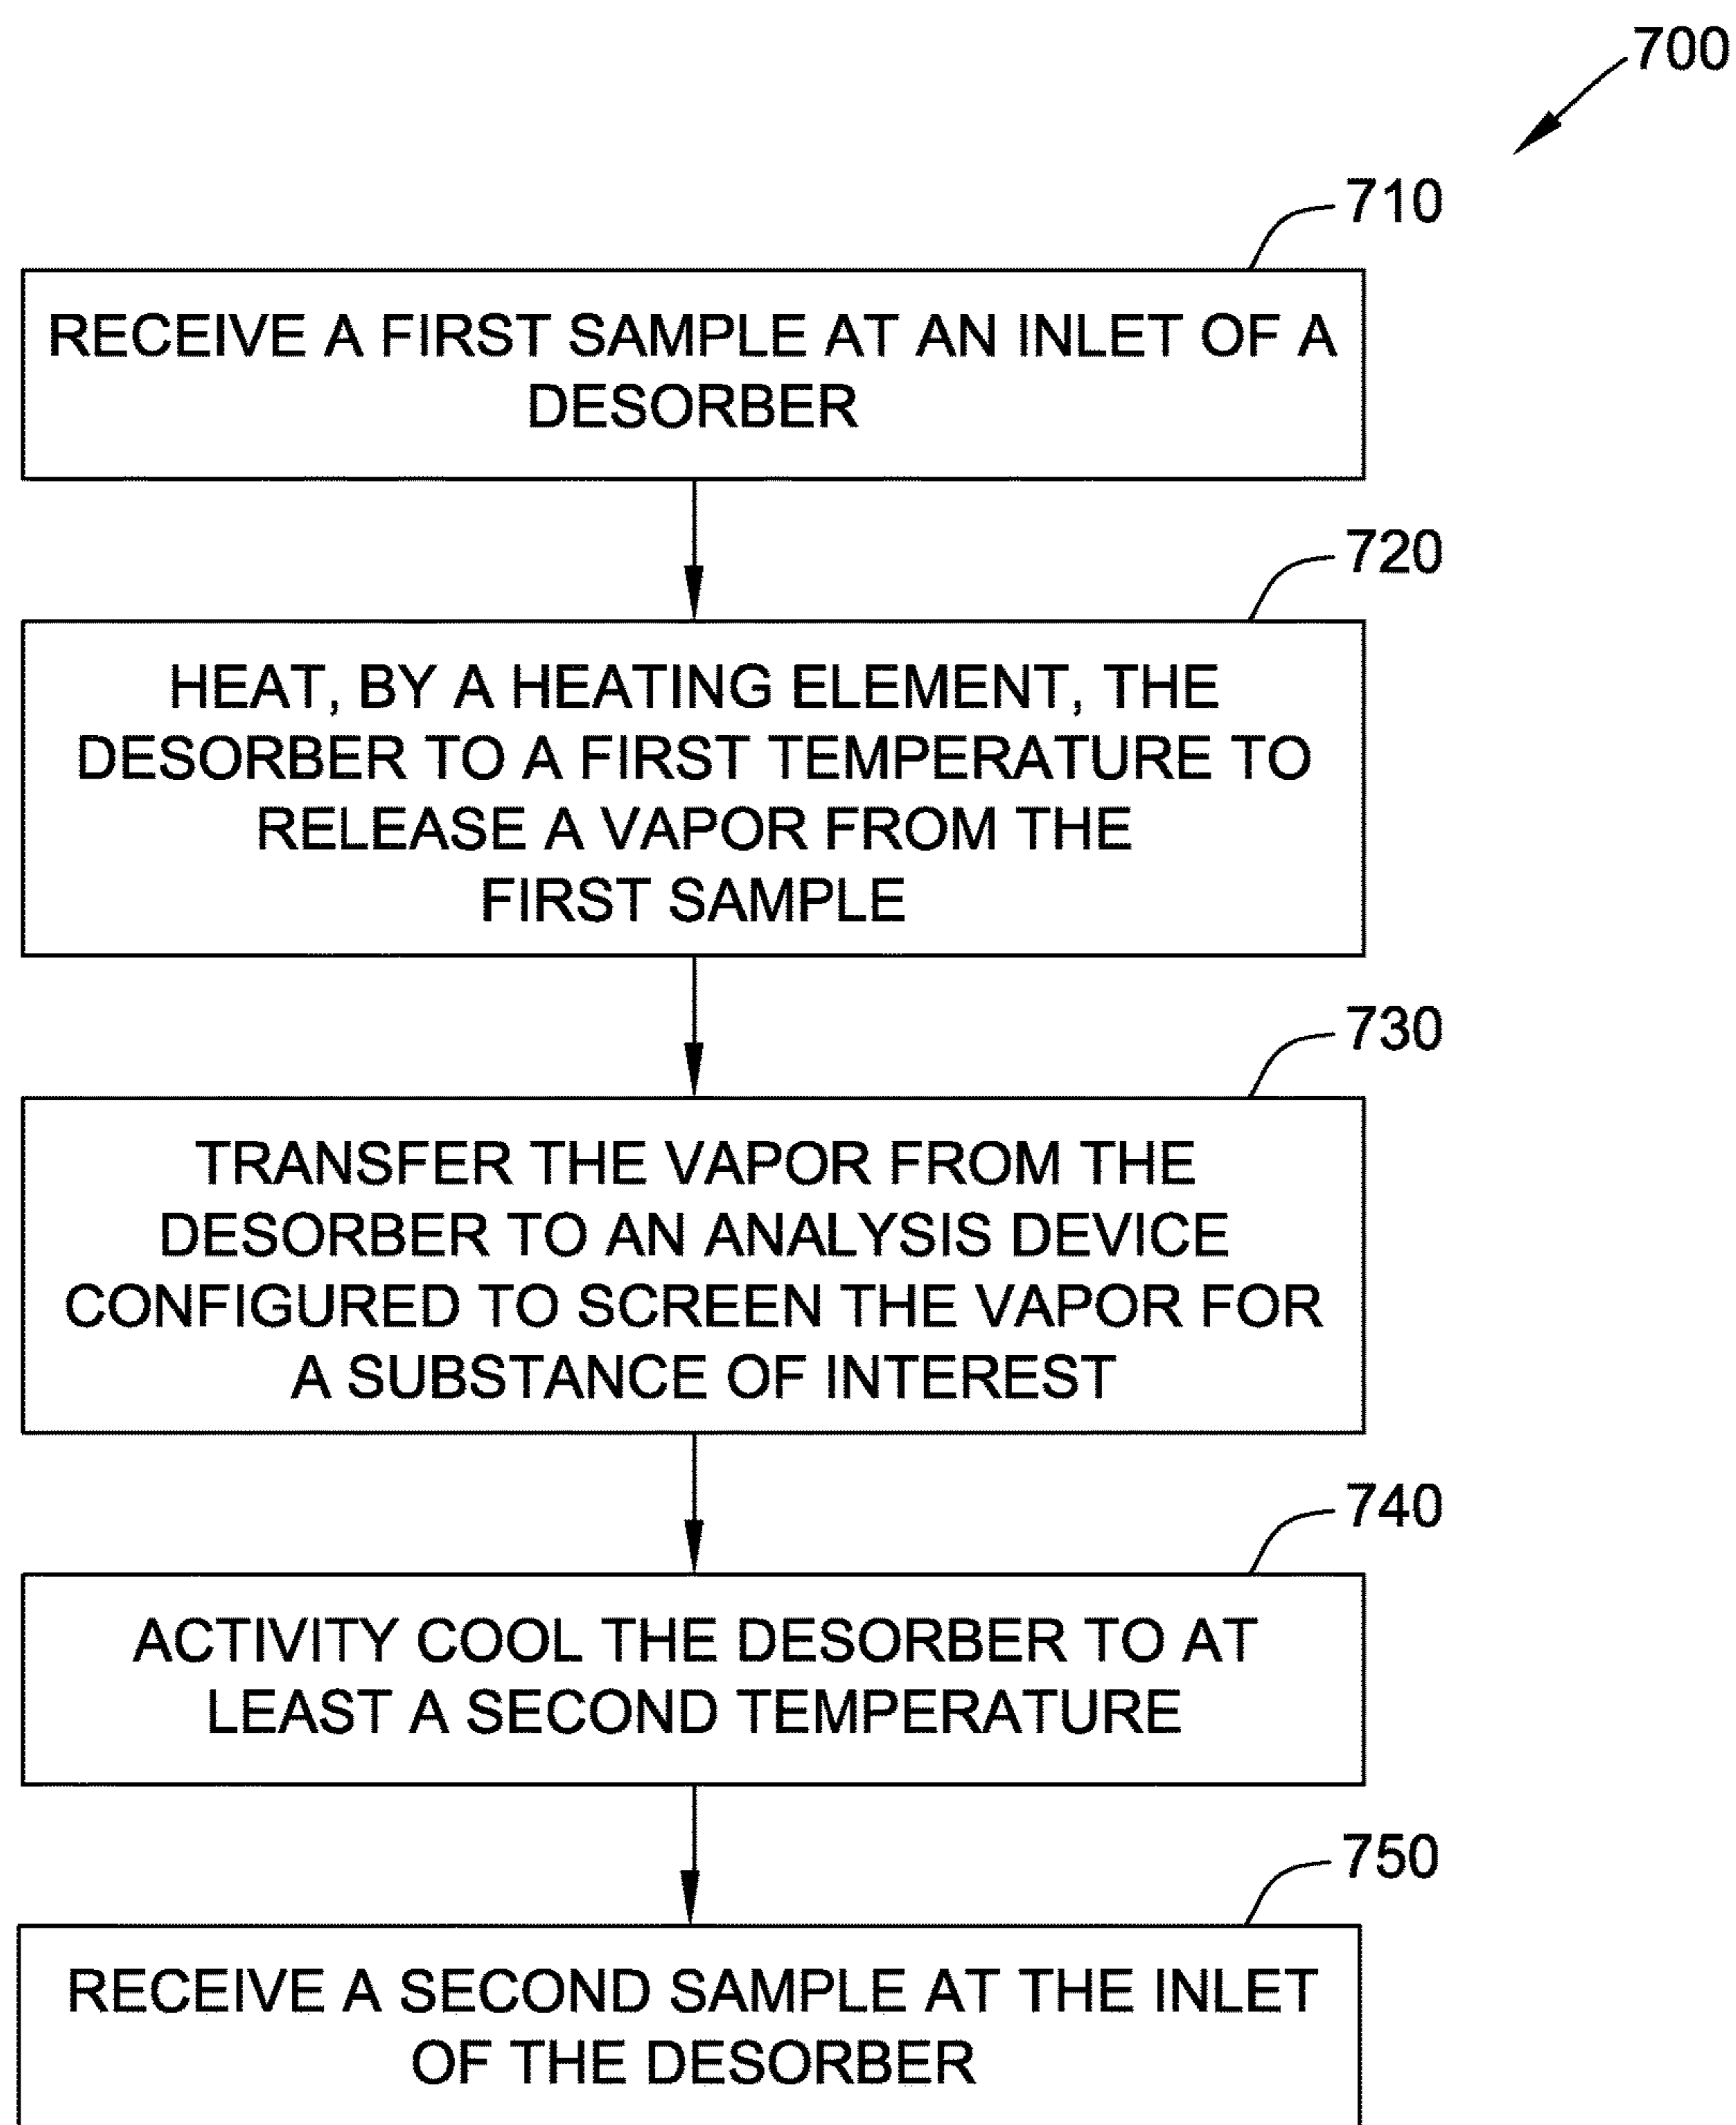 700
710
RECEIVE A FIRST SAMPLE AT AN INLET OF A
DESORBER
720
HEAT, BY A HEATING ELEMENT, THE
DESORBER TO A FIRST TEMPERATURE TO
RELEASE A VAPOR FROM THE
FIRST SAMPLE
730
TRANSFER THE VAPOR FROM THE
DESORBER TO AN ANALYSIS DEVICE
CONFIGURED TO SCREEN THE VAPOR FOR
A SUBSTANCE OF INTEREST
740
ACTIVITY COOL THE DESORBER TO AT
LEAST A SECOND TEMPERATURE
750
RECEIVE A SECOND SAMPLE AT THE INLET
OF THE DESORBER